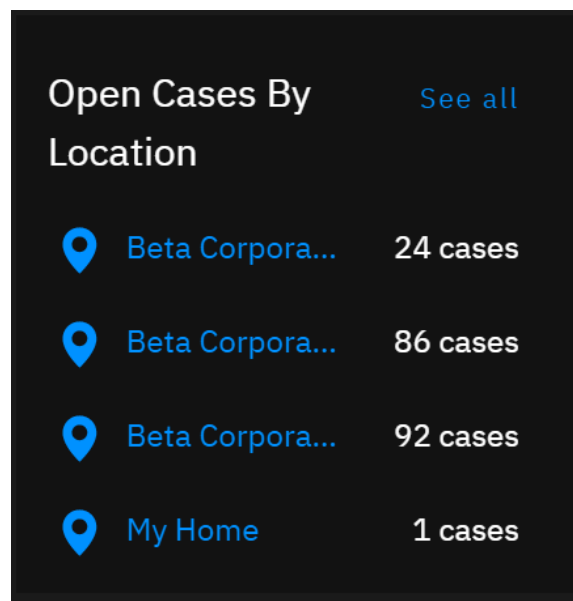 Open Cases By
Location
See all
Beta Corpora...
24 cases
Beta Corpora...
86 cases
Beta Corpora...
92 cases
My Home
1 cases